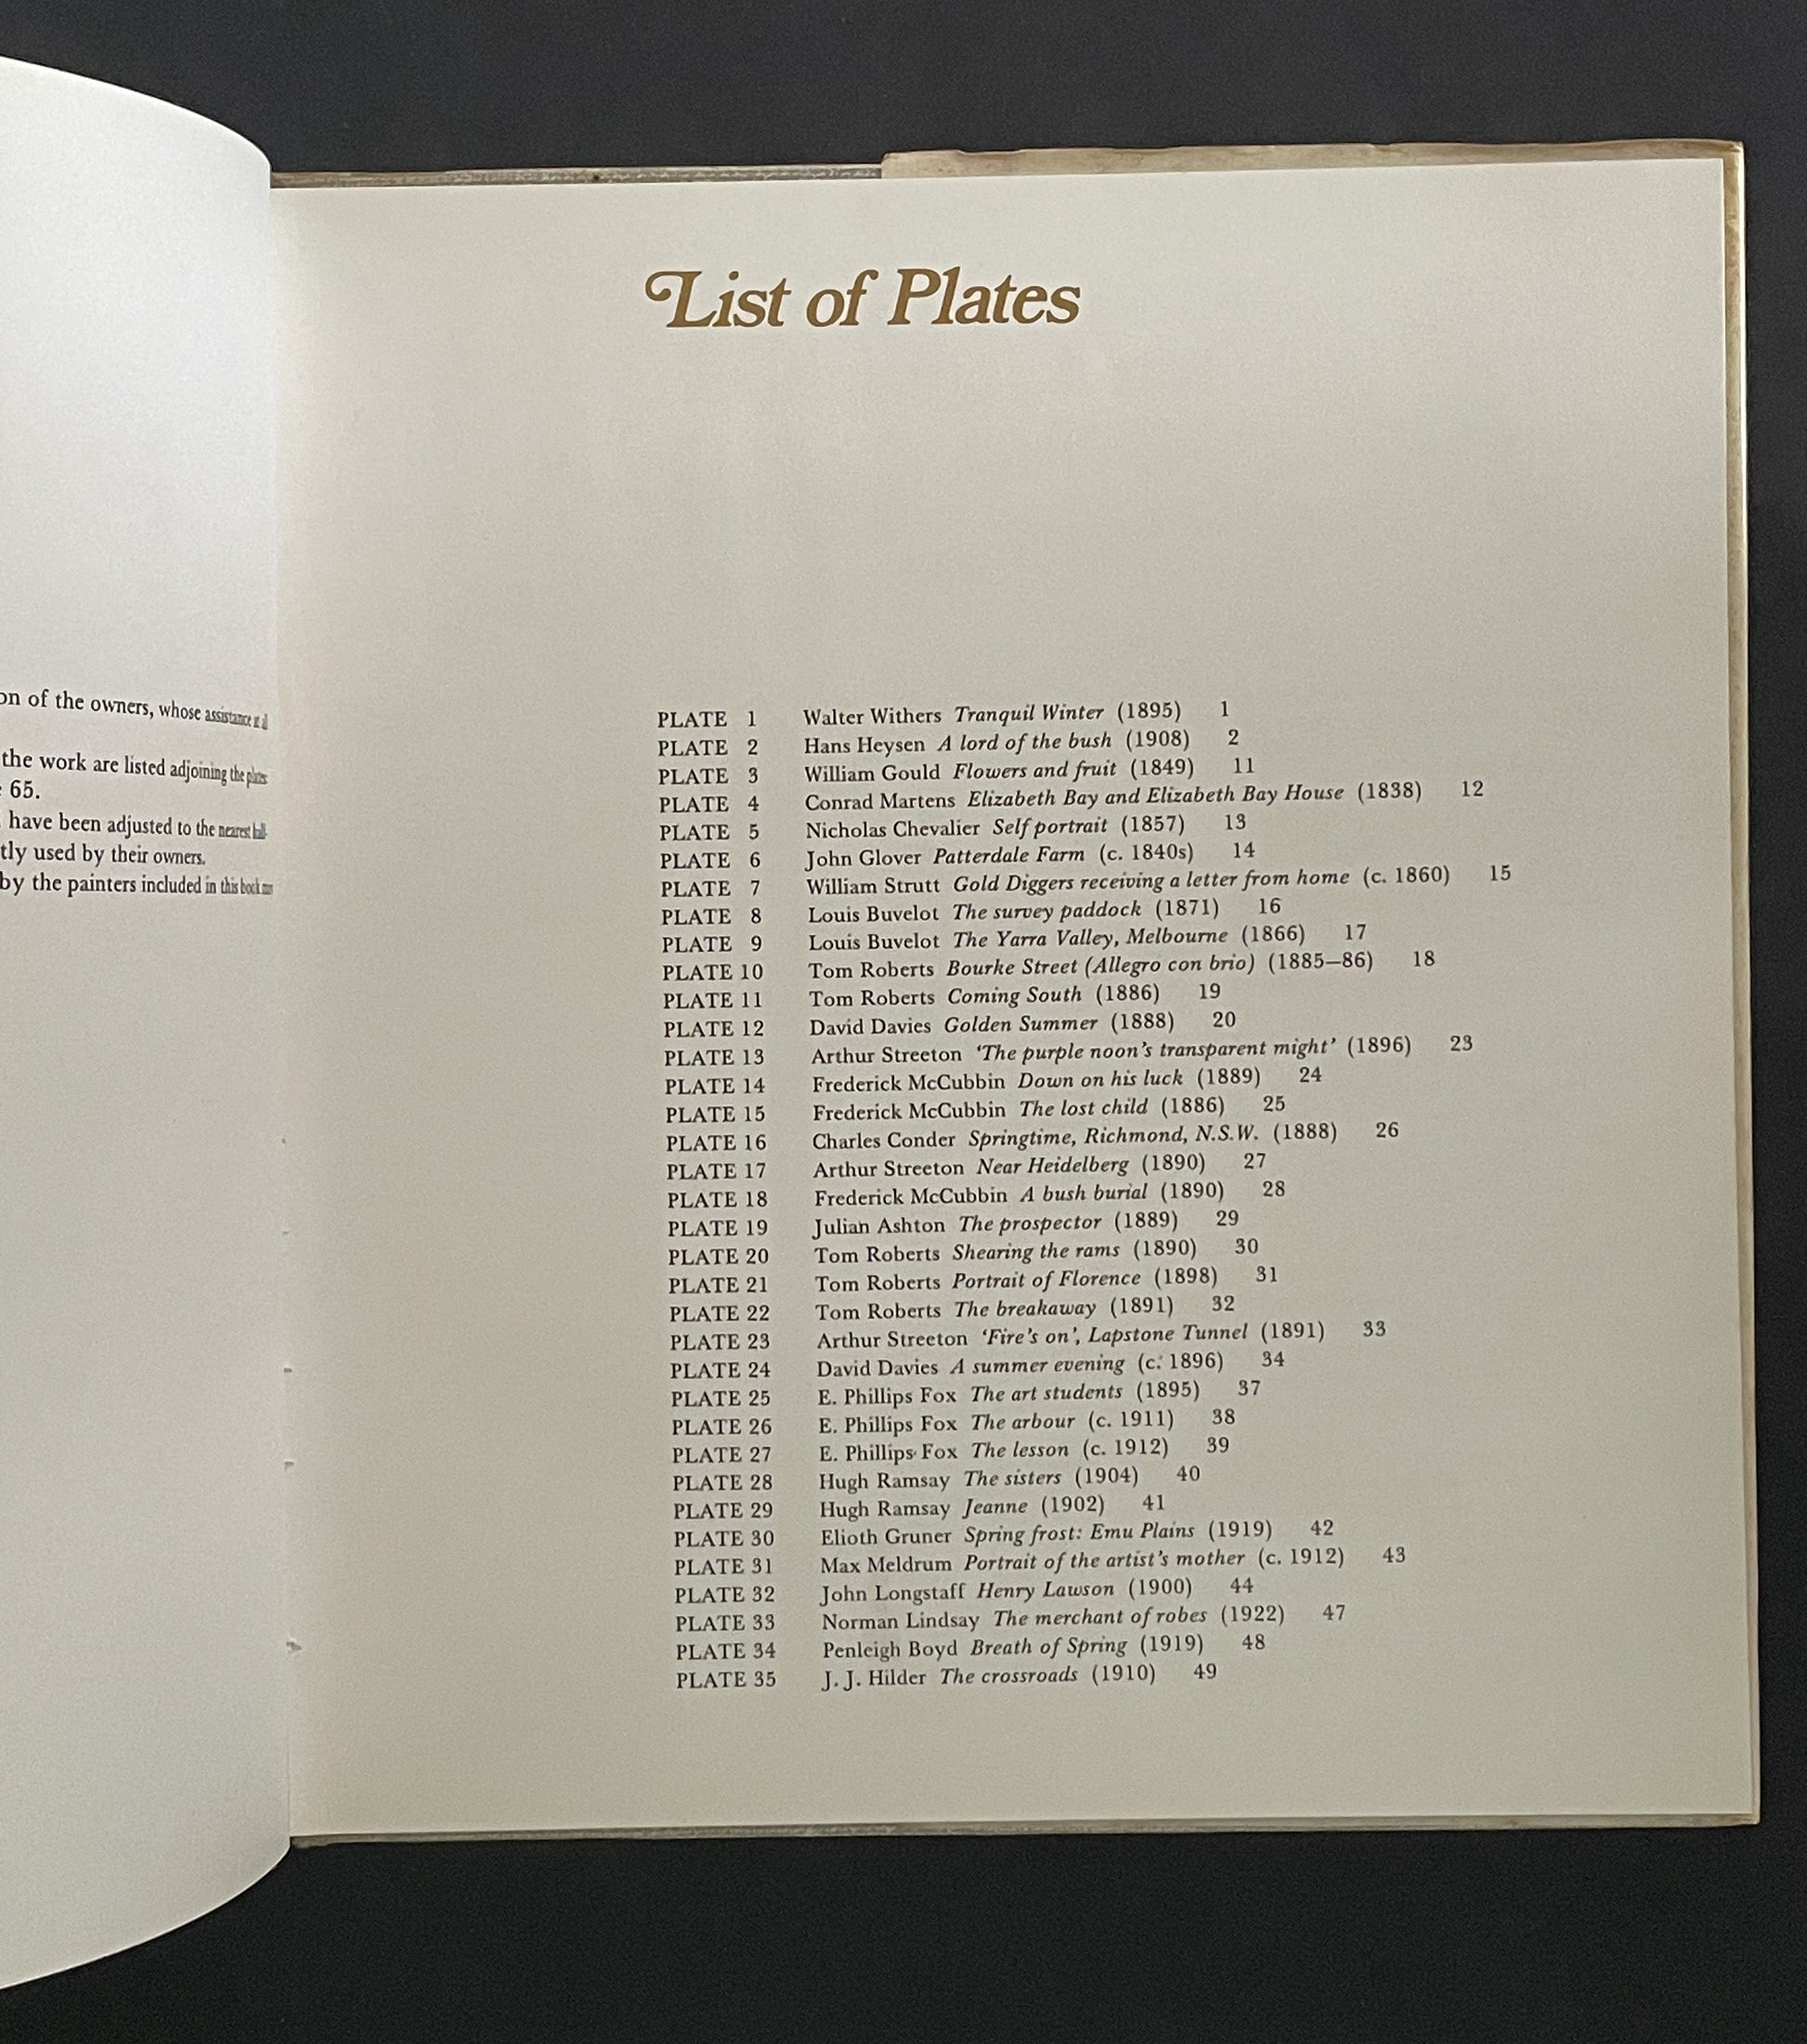 on of the owners, whose assistance at all
the work are listed adjoining the plates
65.
have been adjusted to the nearest half-
tly used by their owners.
by the painters included in this book
List of Plates
PLATE 1 Walter Withers Tranquil Winter (1895) 1
PLATE 2 Hans Heysen A lord of the bush (1908) 2
PLATE 3 William Gould Flowers and fruit (1849) 11
PLATE 4 Conrad Martens Elizabeth Bay and Elizabeth Bay House (1838) 12
PLATE 5 Nicholas Chevalier Self portrait (1857) 13
PLATE 6 John Glover Patterdale Farm (c. 1840s) 14
PLATE 7 William Strutt Gold Diggers receiving a letter from home (c. 1860) 15
PLATE 8 Louis Buvelot The survey paddock (1871) 16
PLATE 9 Louis Buvelot The Yarra Valley, Melbourne (1866) 17
PLATE 10 Tom Roberts Bourke Street (Allegro con brio) (1885–86) 18
PLATE 11 Tom Roberts Coming South (1886) 19
PLATE 12 David Davies Golden Summer (1888) 20
PLATE 13 Arthur Streeton ‘The purple noon’s transparent might’ (1896) 23
PLATE 14 Frederick McCubbin Down on his luck (1889) 24
PLATE 15 Frederick McCubbin The lost child (1886) 25
PLATE 16 Charles Conder Springtime, Richmond, N.S.W. (1888) 26
PLATE 17 Arthur Streeton Near Heidelberg (1890) 27
PLATE 18 Frederick McCubbin A bush burial (1890) 28
PLATE 19 Julian Ashton The prospector (1889) 29
PLATE 20 Tom Roberts Shearing the rams (1890) 30
PLATE 21 Tom Roberts Portrait of Florence (1898) 31
PLATE 22 Tom Roberts The breakaway (1891) 32
PLATE 23 Arthur Streeton ‘Fire’s on’, Lapstone Tunnel (1891) 33
PLATE 24 David Davies A summer evening (c. 1896) 34
PLATE 25 E. Phillips Fox The art students (1895) 37
PLATE 26 E. Phillips Fox The arbour (c. 1911) 38
PLATE 27 E. Phillips Fox The lesson (c. 1912) 39
PLATE 28 Hugh Ramsay The sisters (1904) 40
PLATE 29 Hugh Ramsay Jeanne (1902) 41
PLATE 30 Elioth Gruner Spring frost: Emu Plains (1919) 42
PLATE 31 Max Meldrum Portrait of the artist’s mother (c. 1912) 43
PLATE 32 John Longstaff Henry Lawson (1900) 44
PLATE 33 Norman Lindsay The merchant of robes (1922) 47
PLATE 34 Penleigh Boyd Breath of Spring (1919) 48
PLATE 35 J. J. Hilder The crossroads (1910) 49